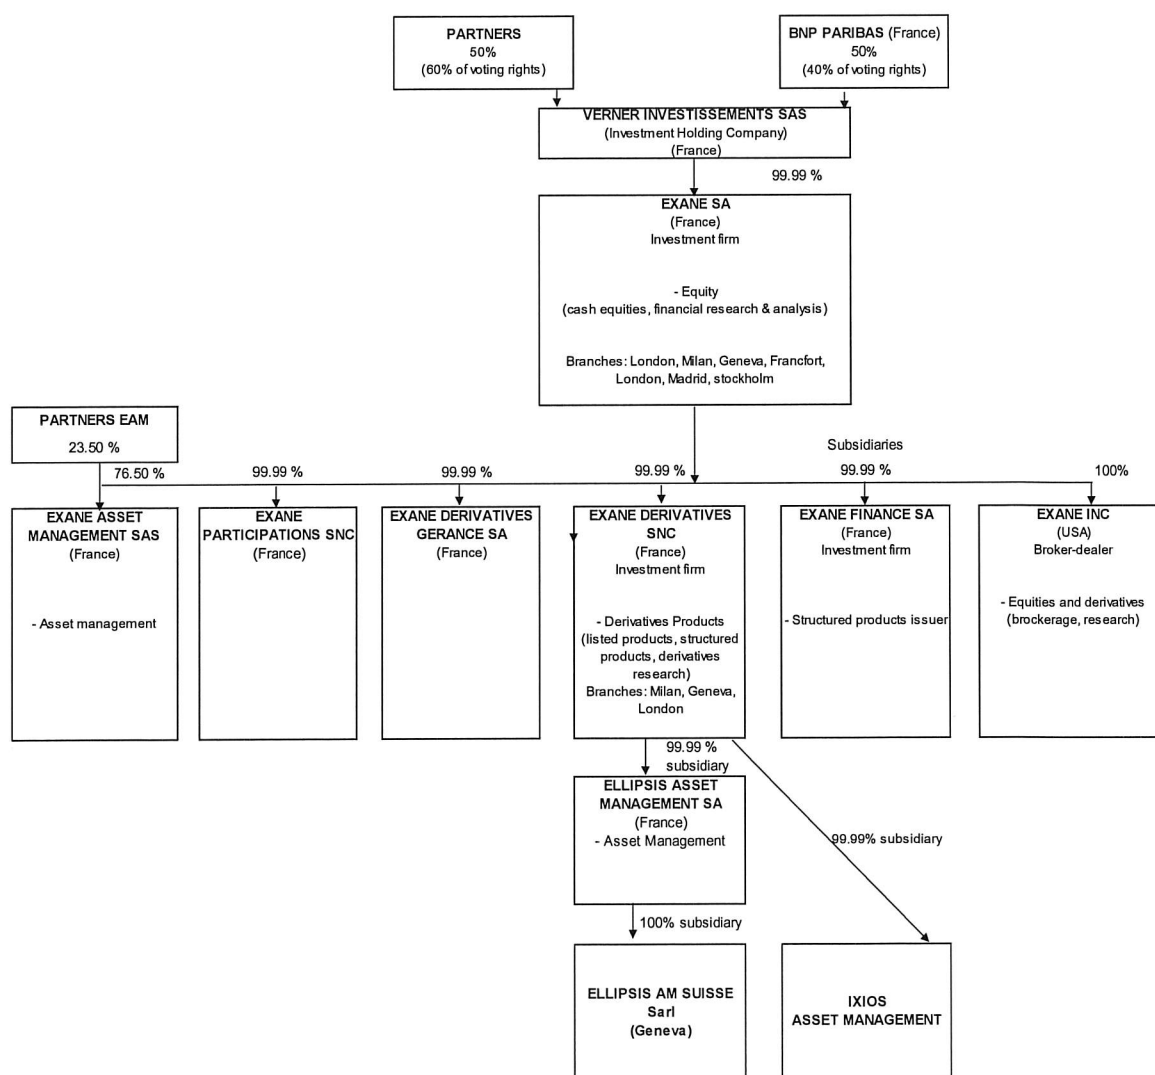 PARTNERS
50%
(60% of voting rights)
BNP PARIBAS (France)
50%
(40% of voting rights)
VERNER INVESTISSEMENTS SAS
(Investment Holding Company)
(France)
99.99 %
EXANE SA
(France)
Investment firm
- Equity
(cash equities, financial research & analysis)
Branches: London, Milan, Geneva, Francfort,
London, Madrid, stockholm
PARTNERS EAM
23.50 %
Subsidiaries
76.50 %
99.99 %
99.99 %
99.99 %
99.99 %
100%
EXANE ASSET
MANAGEMENT SAS
(France)
- Asset management
EXANE
PARTICIPATIONS SNC
(France)
EXANE DERIVATIVES
GERANCE SA
(France)
EXANE DERIVATIVES
SNC
(France)
Investment firm
- Derivatives Products
(listed products, structured
products, derivatives
research)
Branches: Milan, Geneva,
London
EXANE FINANCE SA
(France)
Investment firm
- Structured products issuer
EXANE INC
(USA)
Broker-dealer
- Equities and derivatives
(brokerage, research)
99.99 %
subsidiary
ELLIPSIS ASSET
MANAGEMENT SA
(France)
- Asset Management
99.99% subsidiary
100% subsidiary
ELLIPSIS AM SUISSE
Sarl
(Geneva)
IXIOS
ASSET MANAGEMENT